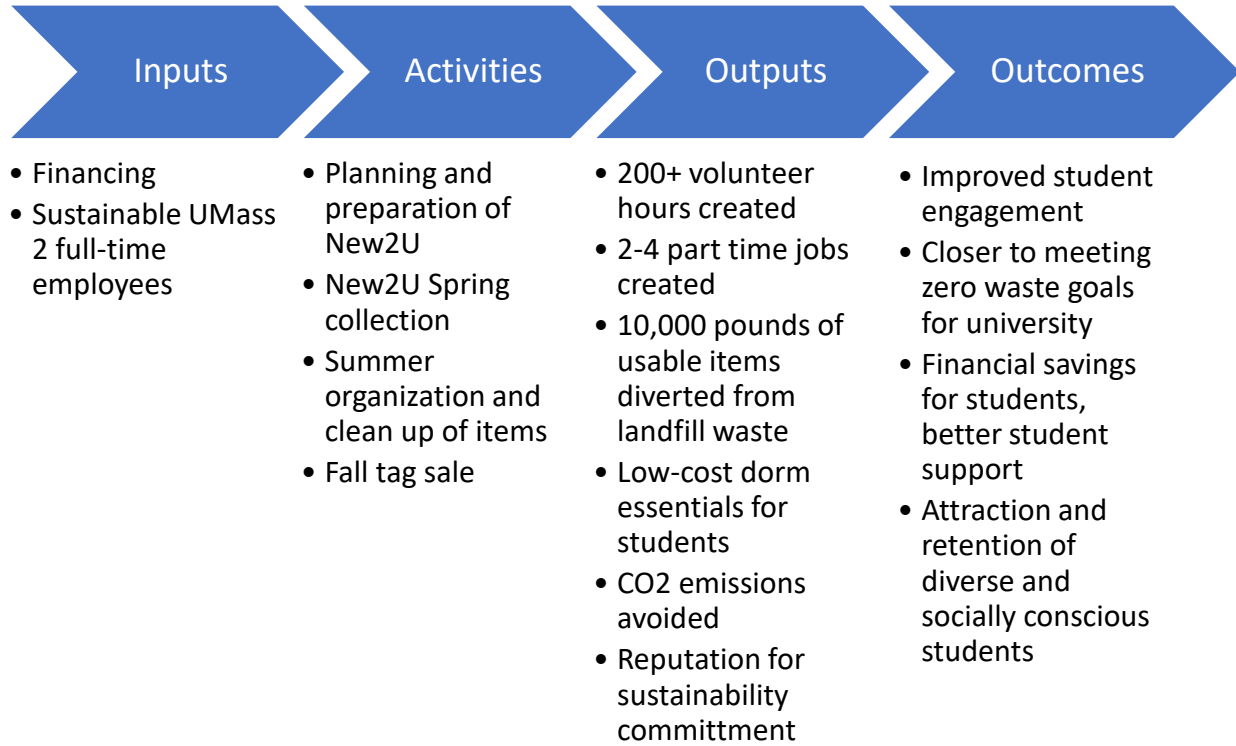 Inputs
Activities
Outputs
Outcomes
• Financing
• Sustainable UMass
2 full-time
employees
• Planning and
preparation of
New2U
• New2U Spring
collection
• Summer
organization and
clean up of items
• Fall tag sale
• 200+ volunteer
hours created
• 2-4 part time jobs
created
• 10,000 pounds of
usable items
diverted from
landfill waste
• Low-cost dorm
essentials for
students
• CO2 emissions
avoided
• Reputation for
sustainability
committment
• Improved student
engagement
• Closer to meeting
zero waste goals
for university
• Financial savings
for students,
better student
support
• Attraction and
retention of
diverse and
socially conscious
students